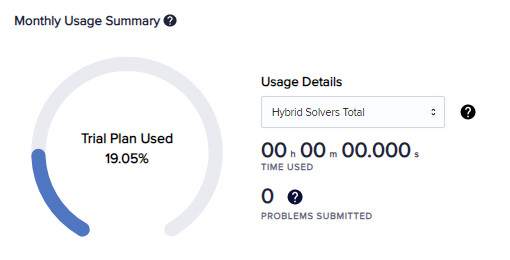 Monthly Usage Summary ?
Trial Plan Used
19.05%
Usage Details
Hybrid Solvers Total
?
00 h 00 m 00.000 s
TIME USED
0 ?
PROBLEMS SUBMITTED